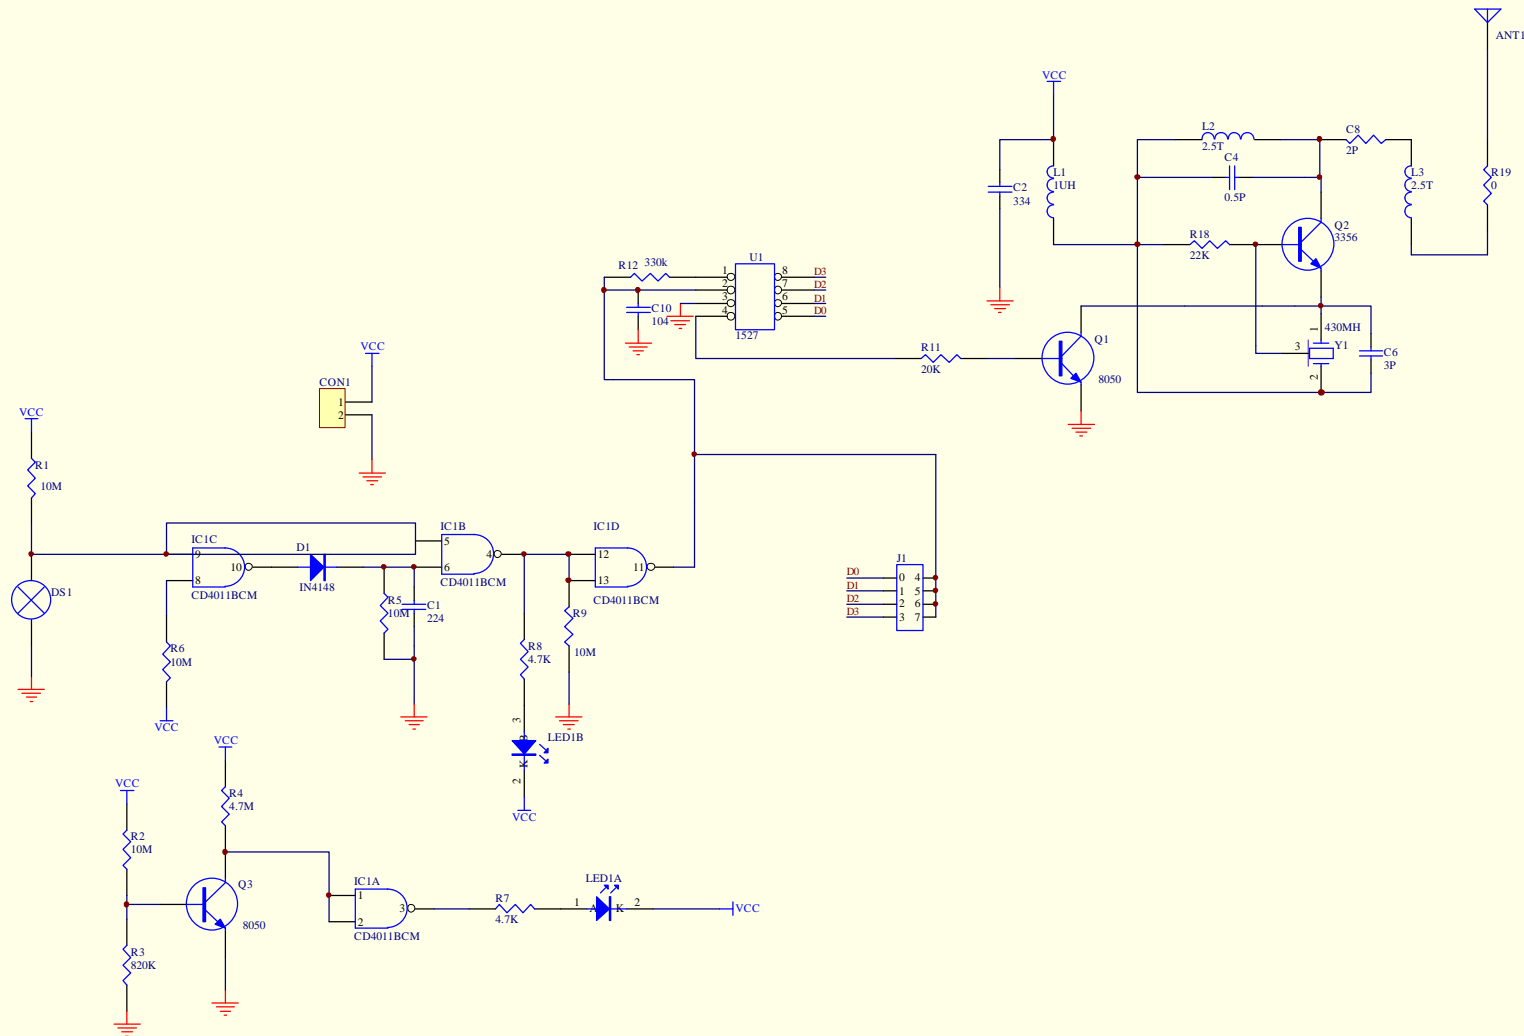 ANT1
VCC
L2
2.5T
C4
0.5P
C8
2P
C2
334
L1
1UH
L3
2.5T
R19
0
R18
22K
Q2
3356
R12 330k
U1
1 8 D3
2 7 D2
3 6 D1
4 5 D0
C10
104
1527
R11
20K
Q1
8050
1
430MH
3
Y1
2
C6
3P
VCC
CON1
1
2
VCC
R1
10M
DS1
IC1C
9
8
10
CD4011BCM
D1
IN4148
IC1B
5
6
4
CD4011BCM
IC1D
12
13
11
CD4011BCM
R5
10M
C1
224
R6
10M
VCC
R8
4.7K
R9
10M
3
LED1B
K
2
VCC
J1
D0 0 4
D1 1 5
D2 2 6
D3 3 7
VCC
R4
4.7M
VCC
R2
10M
Q3
8050
R3
820K
IC1A
1
2
3
CD4011BCM
R7
4.7K
LED1A
1 A K 2
VCC